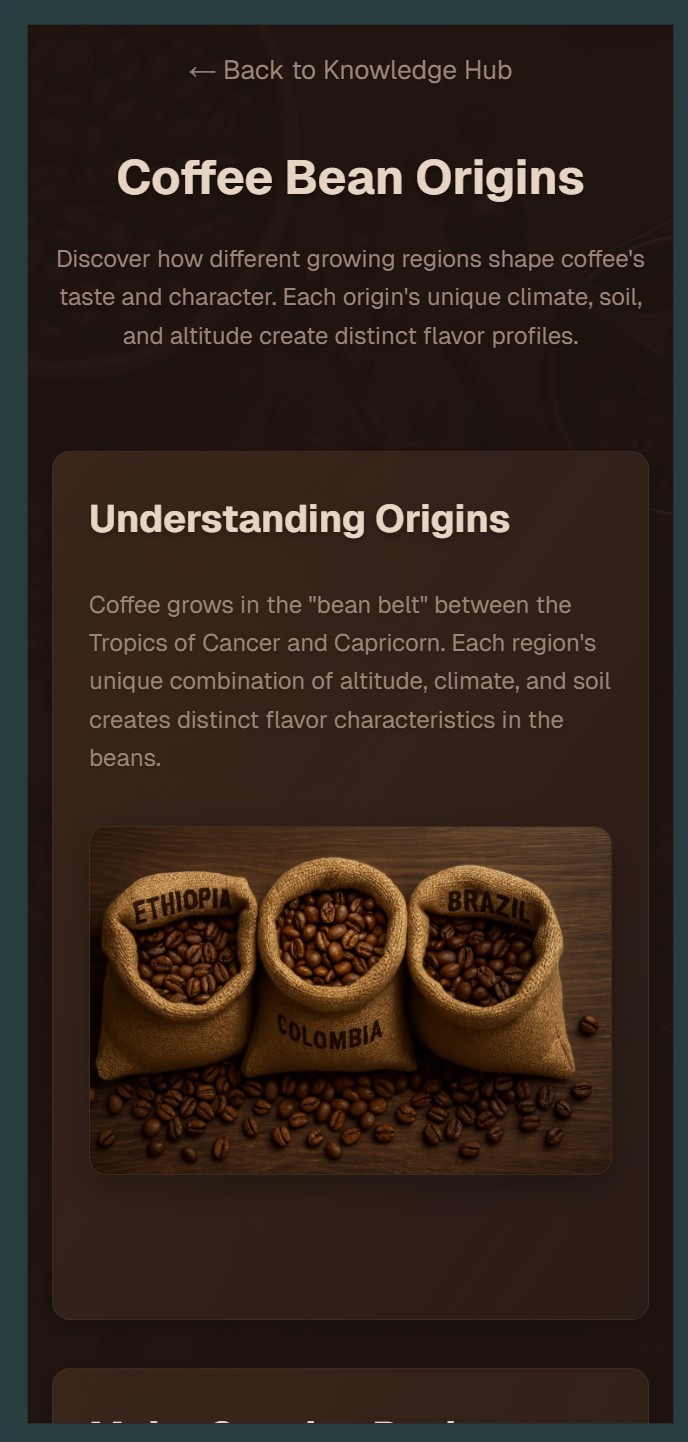 ← Back to Knowledge Hub
Coffee Bean Origins
Discover how different growing regions shape coffee's
taste and character. Each origin's unique climate, soil,
and altitude create distinct flavor profiles.
Understanding Origins
Coffee grows in the "bean belt" between the
Tropics of Cancer and Capricorn. Each region's
unique combination of altitude, climate, and soil
creates distinct flavor characteristics in the
beans.
ETHIOPIA
COLOMBIA
BRAZIL